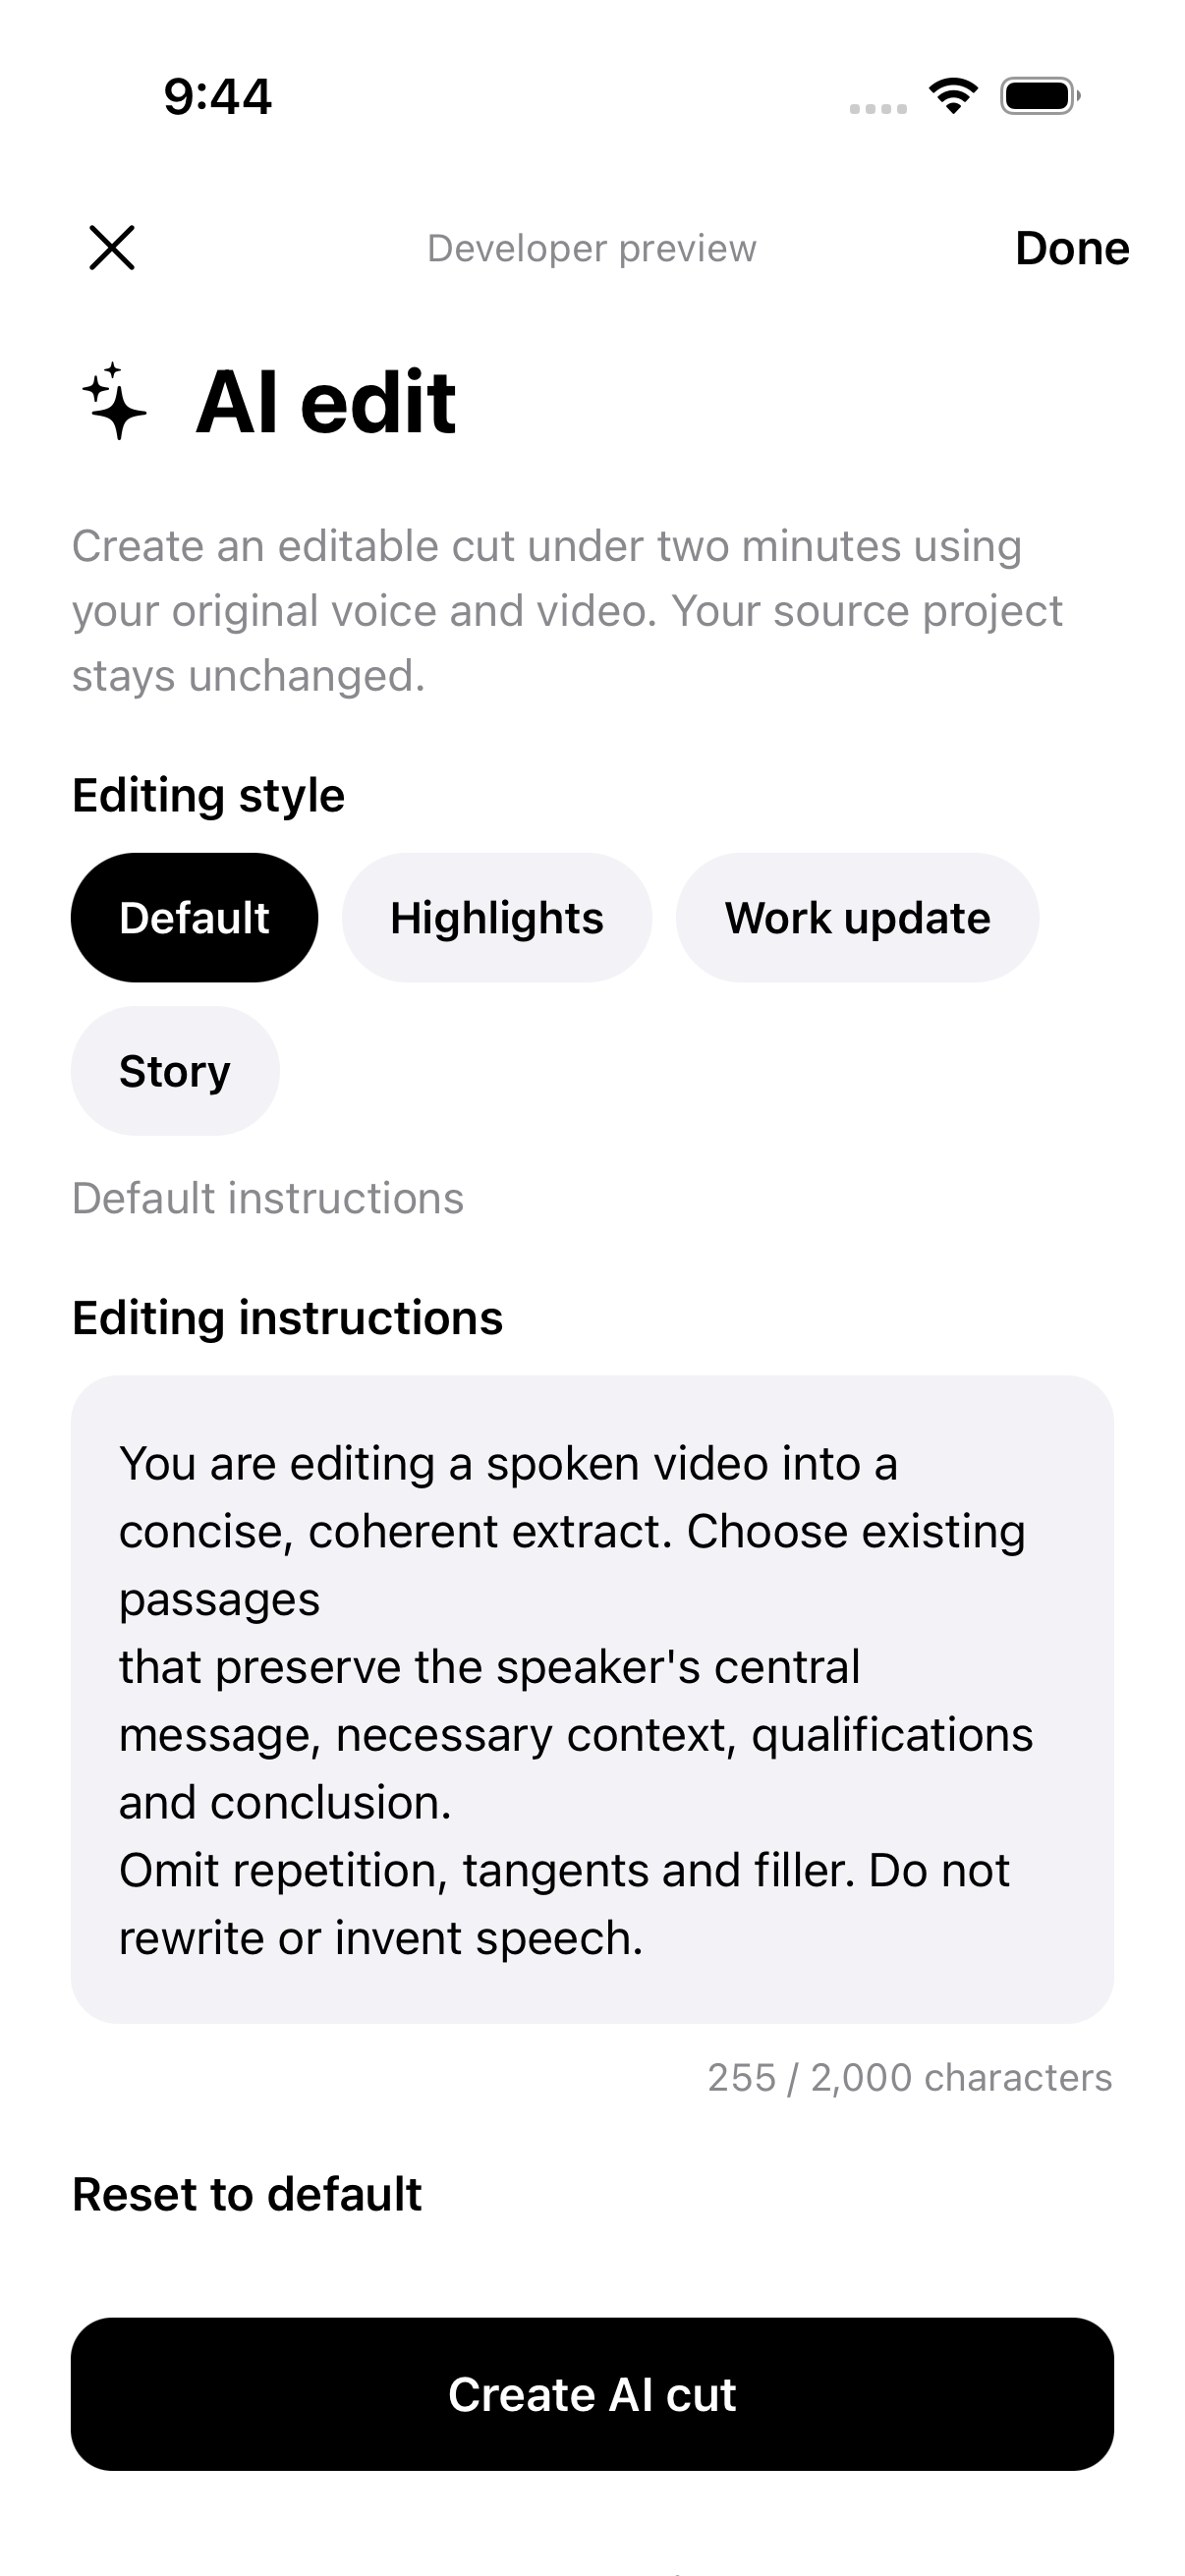 9:44
Developer preview
Done
AI edit
Create an editable cut under two minutes using
your original voice and video. Your source project
stays unchanged.
Editing style
Default
Highlights
Work update
Story
Default instructions
Editing instructions
You are editing a spoken video into a
concise, coherent extract. Choose existing
passages
that preserve the speaker's central
message, necessary context, qualifications
and conclusion.
Omit repetition, tangents and filler. Do not
rewrite or invent speech.
255 / 2,000 characters
Reset to default
Create AI cut